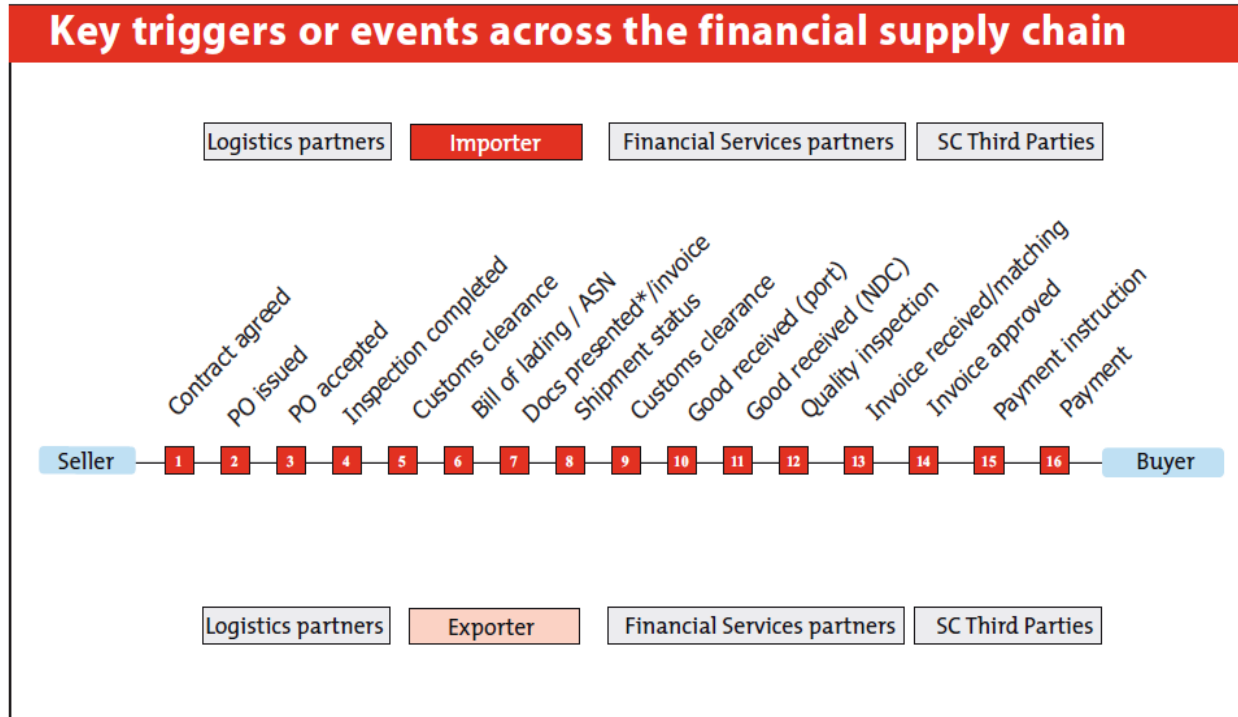 Key triggers or events across the financial supply chain
Logistics partners
Importer
Financial Services partners
SC Third Parties
Contract agreed
PO issued
PO accepted
Inspection completed
Customs clearance
Bill of lading / ASN
Docs presented*/invoice
Shipment status
Customs clearance
Good received (port)
Good received (NDC)
Quality inspection
Invoice received/matching
Invoice approved
Payment instruction
Payment
Seller
1
2
3
4
5
6
7
8
9
10
11
12
13
14
15
16
Buyer
Logistics partners
Exporter
Financial Services partners
SC Third Parties